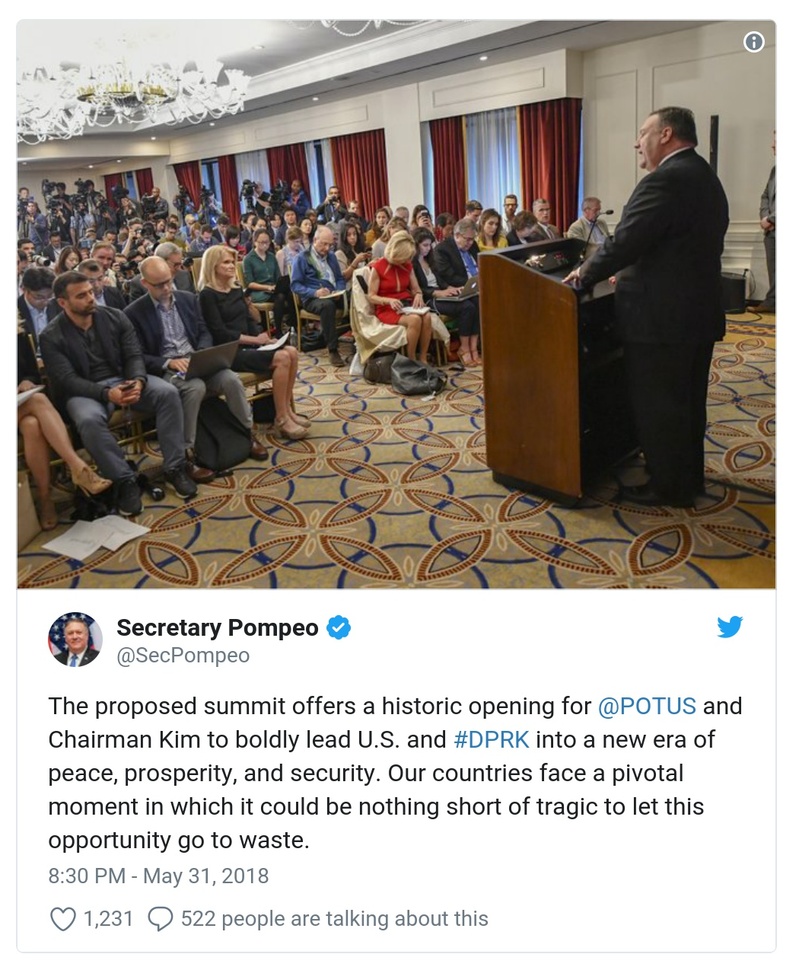 Secretary Pompeo
@SecPompeo
The proposed summit offers a historic opening for @POTUS and
Chairman Kim to boldly lead U.S. and #DPRK into a new era of
peace, prosperity, and security. Our countries face a pivotal
moment in which it could be nothing short of tragic to let this
opportunity go to waste.
8:30 PM - May 31, 2018
1,231 522 people are talking about this